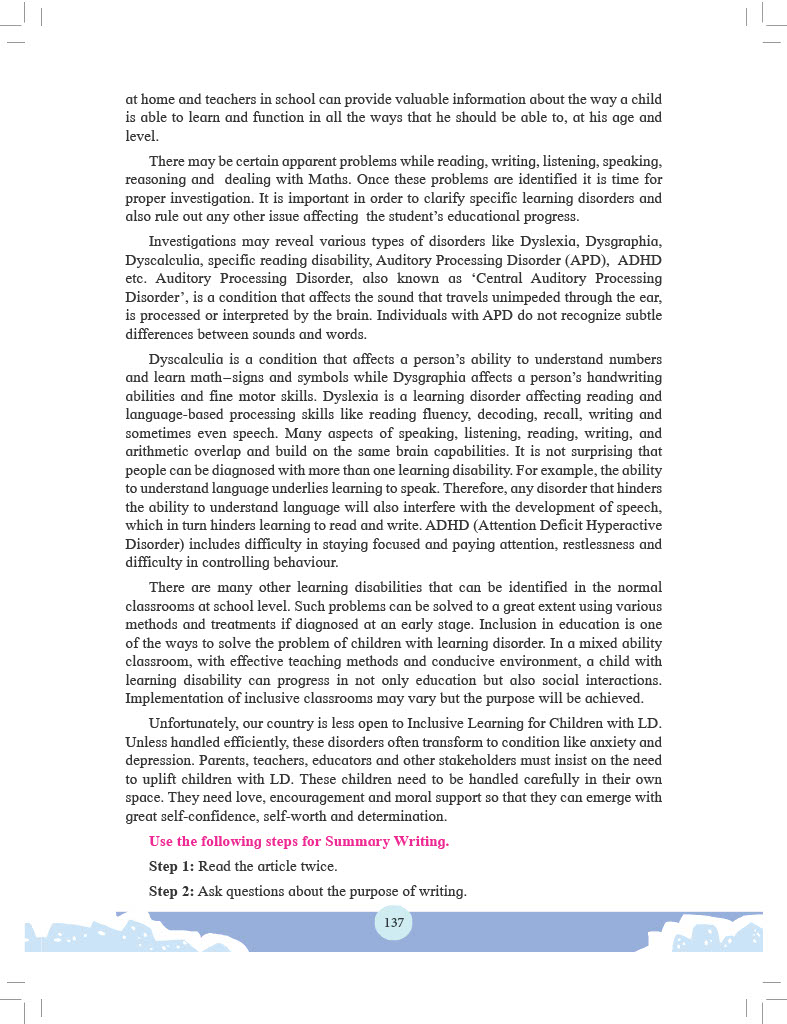 at home and teachers in school can provide valuable information about the way a child
is able to learn and function in all the ways that he should be able to, at his age and
level.
There may be certain apparent problems while reading, writing, listening, speaking,
reasoning and  dealing with Maths. Once these problems are identified it is time for
proper investigation. It is important in order to clarify specific learning disorders and
also rule out any other issue affecting  the student’s educational progress.
Investigations may reveal various types of disorders like Dyslexia, Dysgraphia,
Dyscalculia, specific reading disability, Auditory Processing Disorder (APD),  ADHD
etc. Auditory Processing Disorder, also known as ‘Central Auditory Processing
Disorder’, is a condition that affects the sound that travels unimpeded through the ear,
is processed or interpreted by the brain. Individuals with APD do not recognize subtle
differences between sounds and words.
Dyscalculia is a condition that affects a person’s ability to understand numbers
and learn math–signs and symbols while Dysgraphia affects a person’s handwriting
abilities and fine motor skills. Dyslexia is a learning disorder affecting reading and
language-based processing skills like reading fluency, decoding, recall, writing and
sometimes even speech. Many aspects of speaking, listening, reading, writing, and
arithmetic overlap and build on the same brain capabilities. It is not surprising that
people can be diagnosed with more than one learning disability. For example, the ability
to understand language underlies learning to speak. Therefore, any disorder that hinders
the ability to understand language will also interfere with the development of speech,
which in turn hinders learning to read and write. ADHD (Attention Deficit Hyperactive
Disorder) includes difficulty in staying focused and paying attention, restlessness and
difficulty in controlling behaviour.
There are many other learning disabilities that can be identified in the normal
classrooms at school level. Such problems can be solved to a great extent using various
methods and treatments if diagnosed at an early stage. Inclusion in education is one
of the ways to solve the problem of children with learning disorder. In a mixed ability
classroom, with effective teaching methods and conducive environment, a child with
learning disability can progress in not only education but also social interactions.
Implementation of inclusive classrooms may vary but the purpose will be achieved.
Unfortunately, our country is less open to Inclusive Learning for Children with LD.
Unless handled efficiently, these disorders often transform to condition like anxiety and
depression. Parents, teachers, educators and other stakeholders must insist on the need
to uplift children with LD. These children need to be handled carefully in their own
space. They need love, encouragement and moral support so that they can emerge with
great self-confidence, self-worth and determination.
Use the following steps for Summary Writing.
Step 1: Read the article twice.
Step 2: Ask questions about the purpose of writing.
137